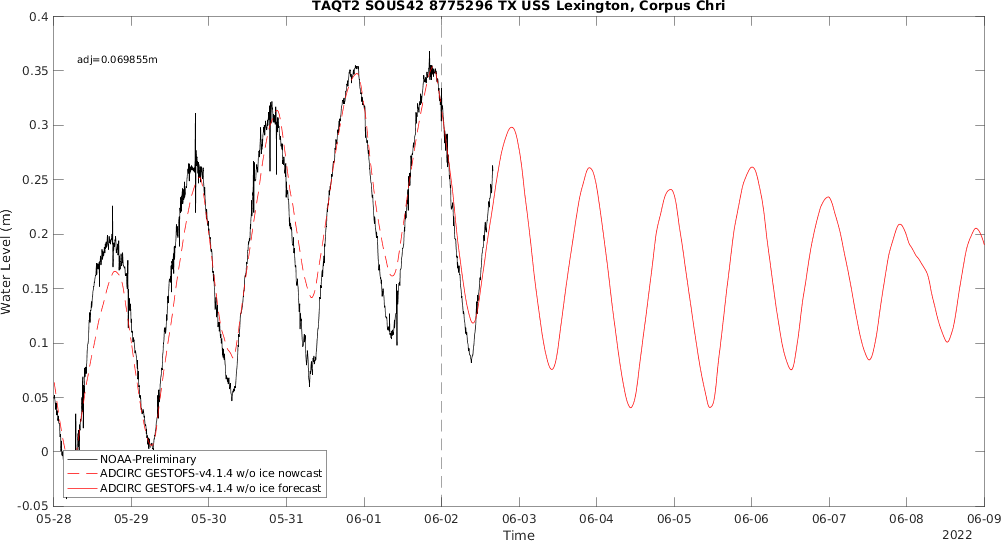 TAQT2 SOUS42 8775296 TX USS Lexington, Corpus Chri
0.4
adj=0.069855m
0.35
0.3
0.25
0.2
0.15
0.1
0.05
0
-0.05
Water Level (m)
NOAA-Preliminary
ADCIRC GESTOFS-v4.1.4 w/o ice nowcast
ADCIRC GESTOFS-v4.1.4 w/o ice forecast
05-28 05-29 05-30 05-31 06-01 06-02 06-03 06-04 06-05 06-06 06-07 06-08 06-09
Time
2022